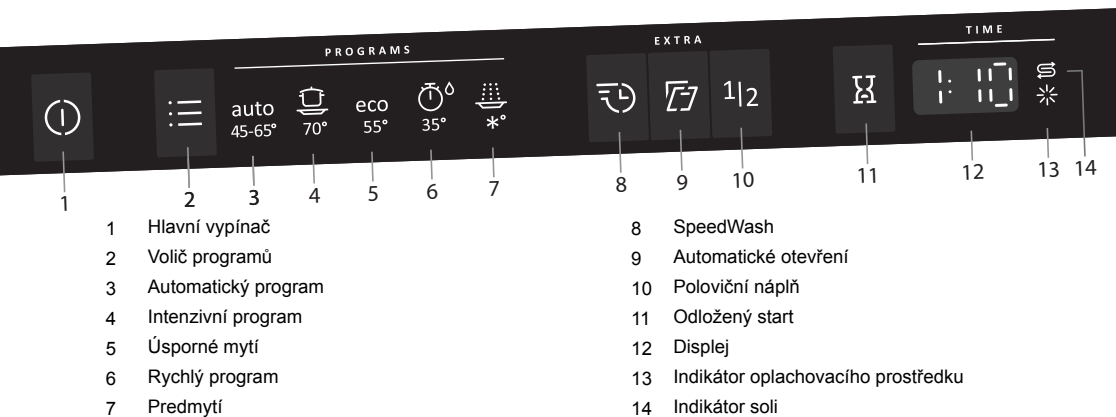 PROGRAMS
EXTRA
TIME
auto
45-65°
70°
eco
55°
35°
*°
1|2
1:10
1
2
3
4
5
6
7
8
9
10
11
12
13
14
1 Hlavní vypínač
2 Volič programů
3 Automatický program
4 Intenzivní program
5 Úsporné mytí
6 Rychlý program
7 Predmytí
8 SpeedWash
9 Automatické otevření
10 Poloviční náplň
11 Odložený start
12 Displej
13 Indikátor oplachovacího prostředku
14 Indikátor soli